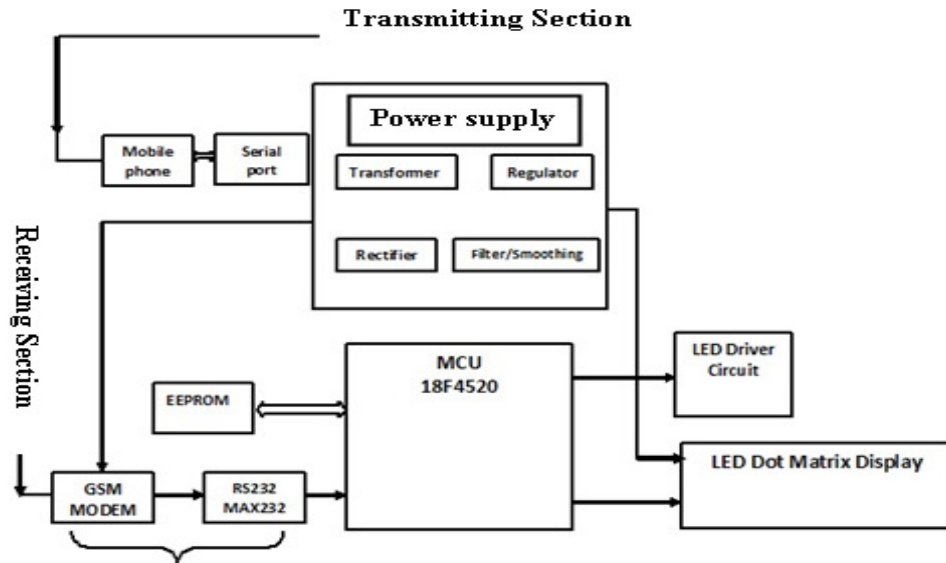 Transmitting Section
Power supply
Mobile
phone
Serial
port
Transformer
Regulator
Rectifier
Filter/Smoothing
Receiving Section
MCU
18F4520
LED Driver
Circuit
EEPROM
LED Dot Matrix Display
GSM
MODEM
RS232
MAX232